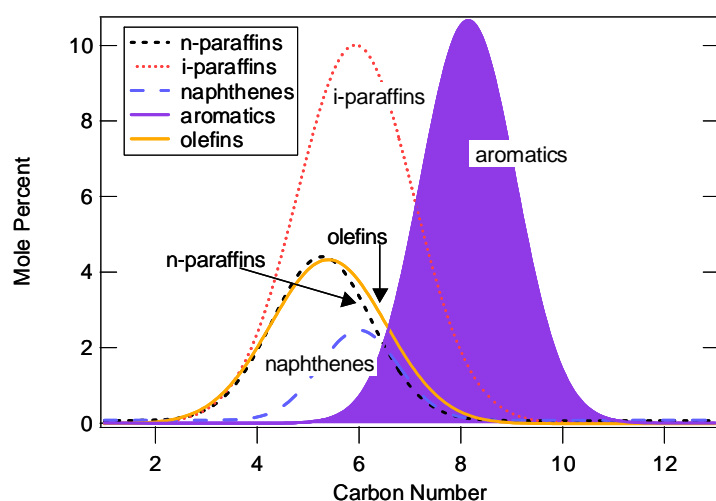 n-paraffins
i-paraffins
naphthenes
aromatics
olefins
10
8
6
4
2
0
Mole Percent
i-paraffins
aromatics
olefins
n-paraffins
naphthenes
2 4 6 8 10 12
Carbon Number